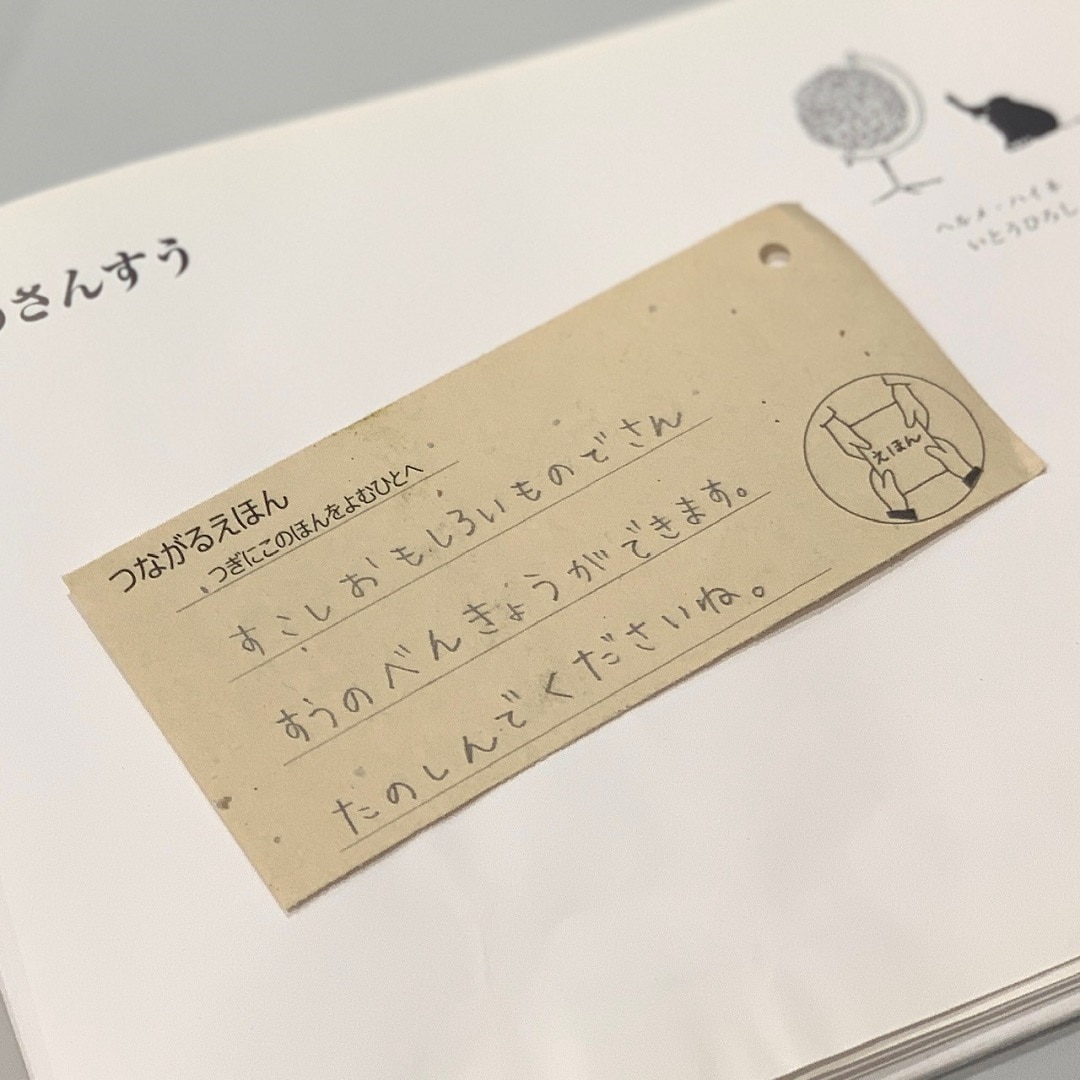 さんすう
ヘルメ・ハイネ
いとうひろし
つながるえほん
つぎにこのほんをよむひとへ
すこしおもしろいものでさん
すうのべんきょうができます。
たのしんでくださいね。
えほん